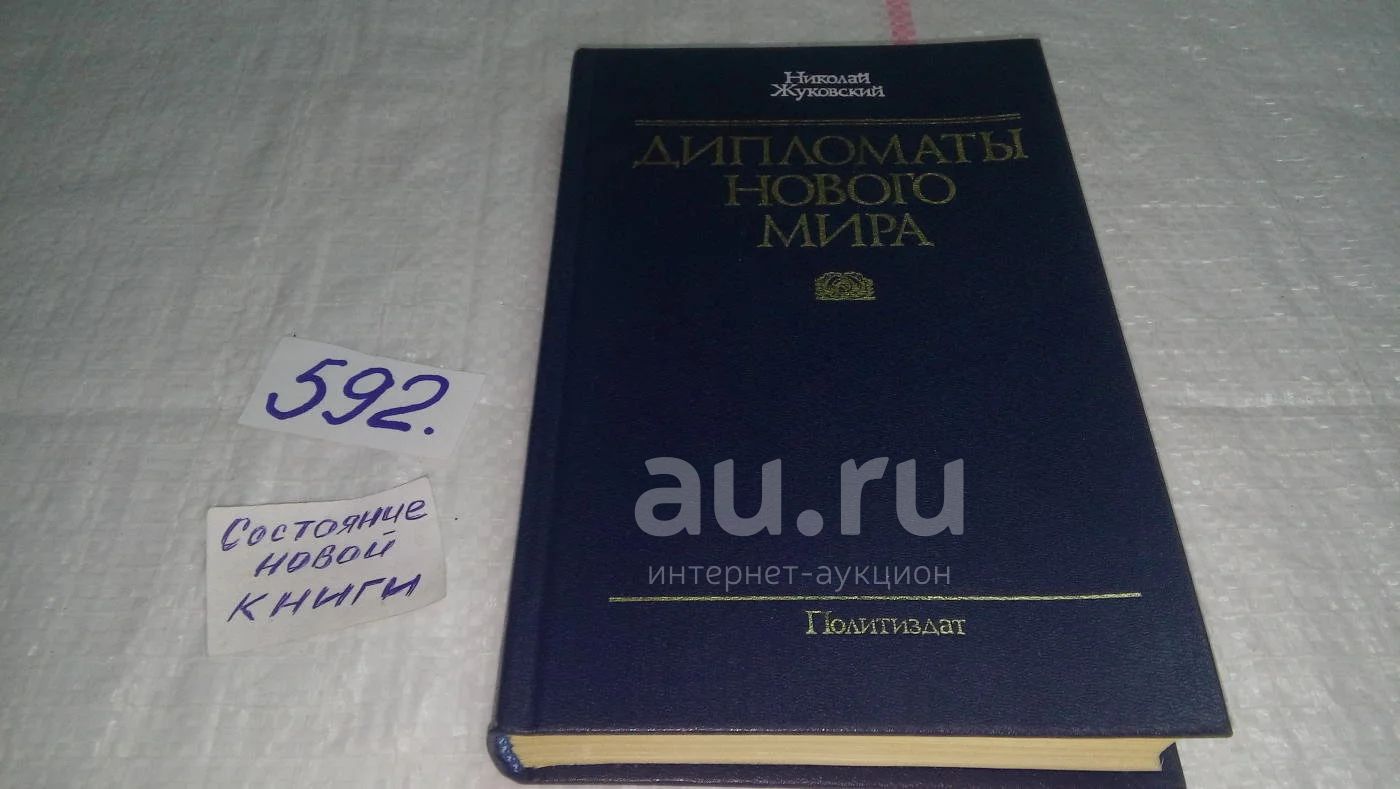 Николай
Жуковский
ДИПЛОМАТЫ
НОВОГО
МИРА
592.
Состояние
новой
книги
au.ru
интернет-аукцион
Политиздат